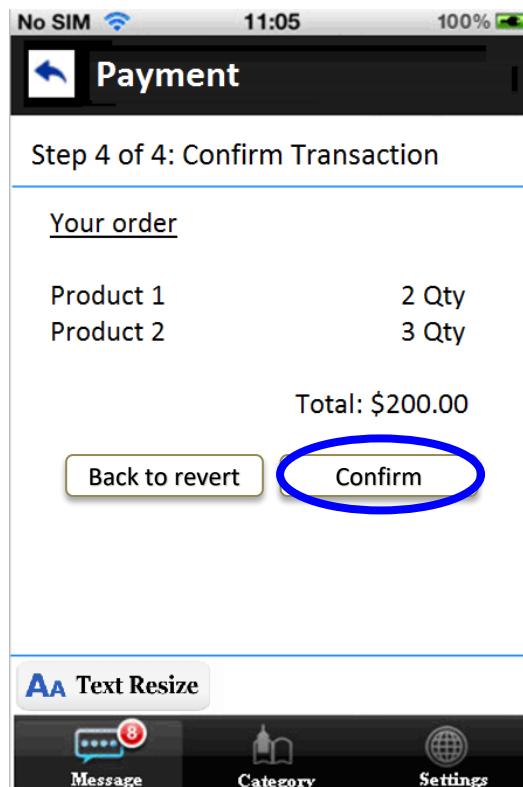 No SIM 11:05 100%
Payment
Step 4 of 4: Confirm Transaction
Your order
Product 1 2 Qty
Product 2 3 Qty
Total: $200.00
Back to revert Confirm
AA Text Resize
8
Message Category Settings